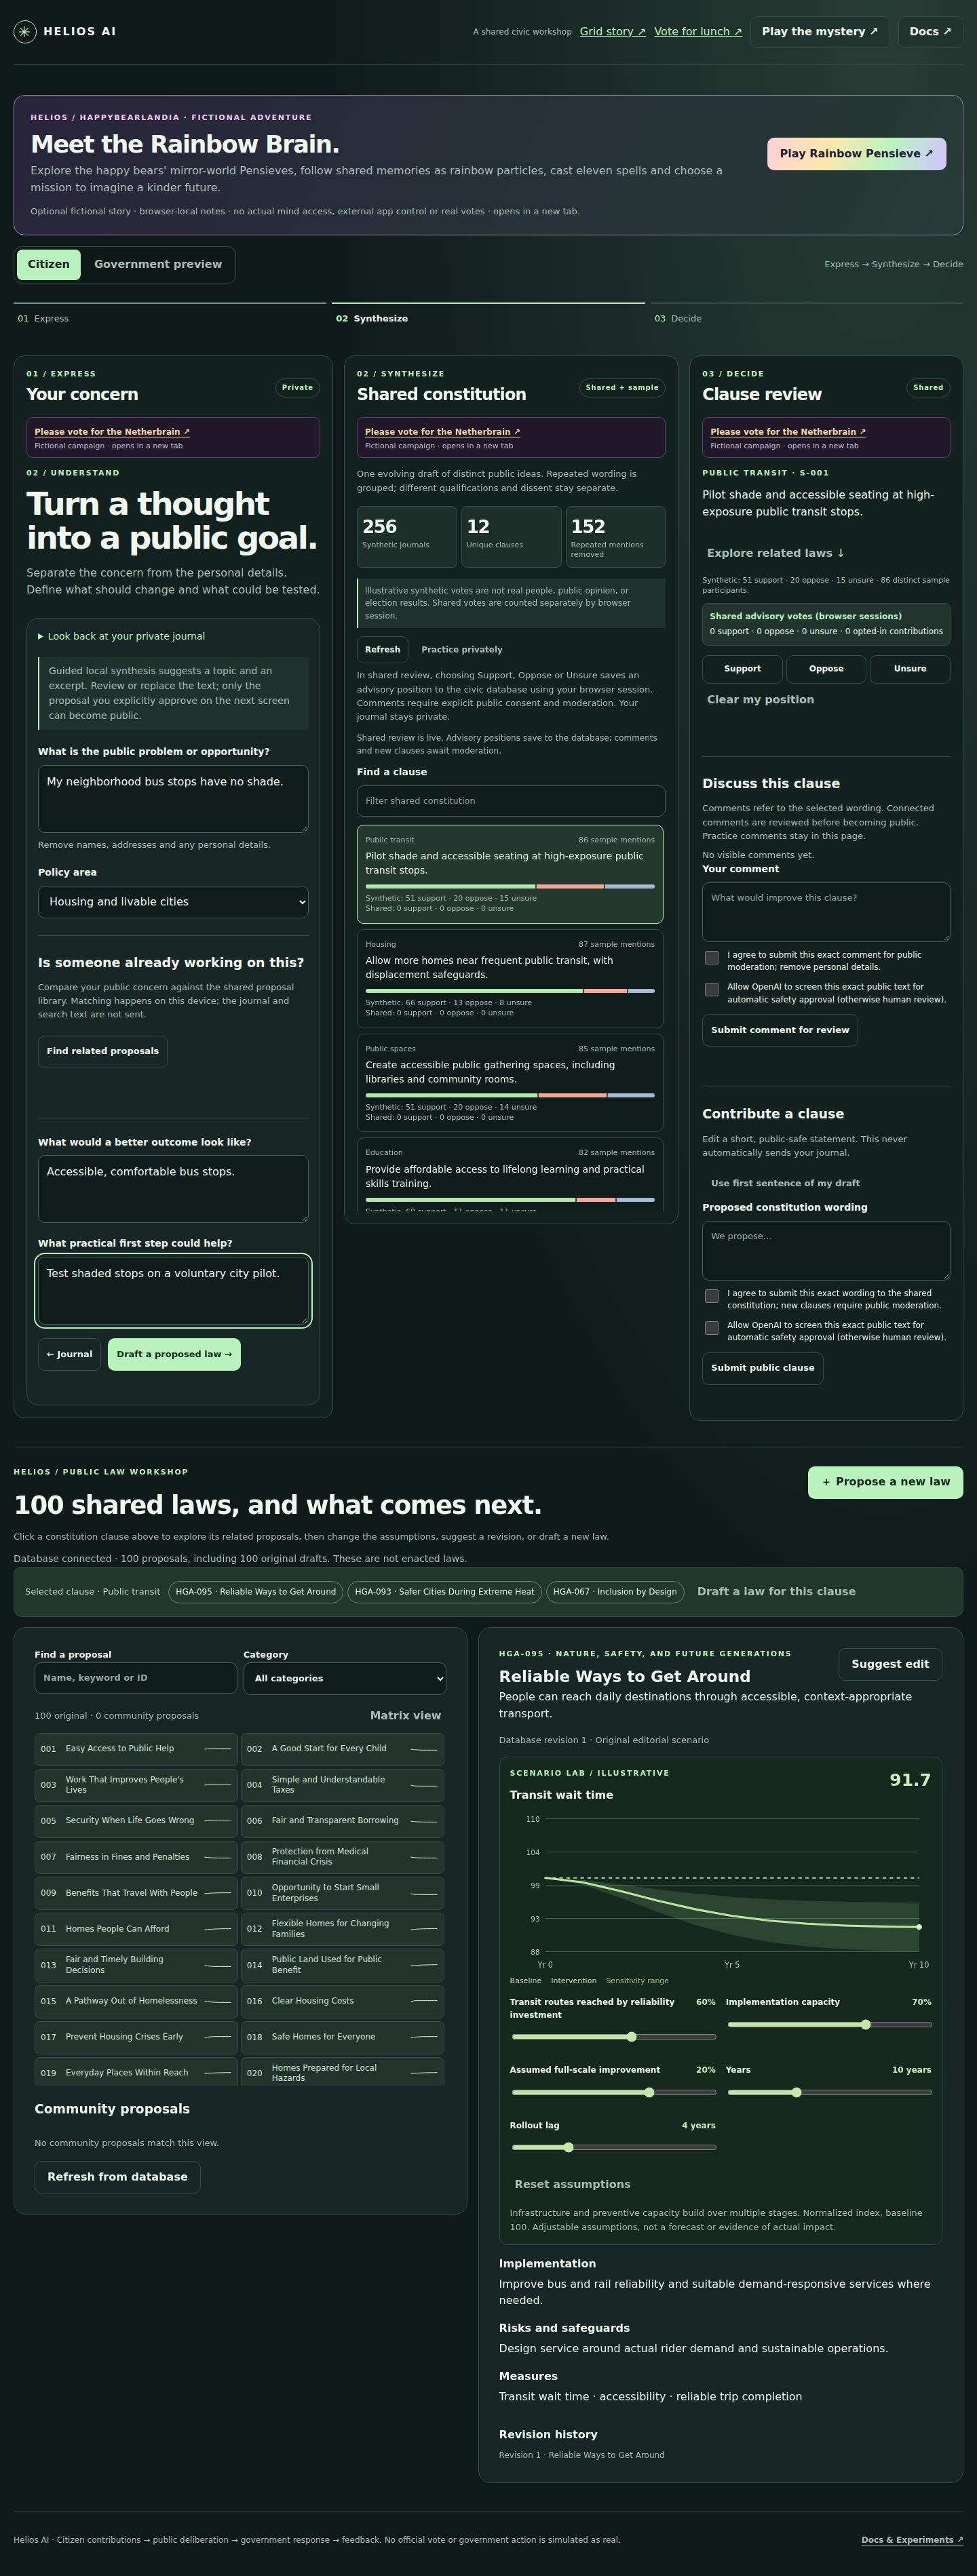 HELIOS AI
A shared civic workshop
Grid story ↗
Vote for lunch ↗
Play the mystery ↗
Docs ↗
HELIOS / HAPPYBEARLANDIA · FICTIONAL ADVENTURE
Meet the Rainbow Brain.
Explore the happy bears' mirror-world Pensieves, follow shared memories as rainbow particles, cast eleven spells and choose a
mission to imagine a kinder future.
Optional fictional story · browser-local notes · no actual mind access, external app control or real votes · opens in a new tab.
Play Rainbow Pensieve ↗
Citizen
Government preview
Express → Synthesize → Decide
01 Express
02 Synthesize
03 Decide
01 / EXPRESS
Your concern
Private
Please vote for the Netherbrain ↗
Fictional campaign · opens in a new tab
02 / UNDERSTAND
Turn a thought
into a public goal.
Separate the concern from the personal details.
Define what should change and what could be tested.
▶ Look back at your private journal
Guided local synthesis suggests a topic and an
excerpt. Review or replace the text; only the
proposal you explicitly approve on the next screen
can become public.
What is the public problem or opportunity?
My neighborhood bus stops have no shade.
Remove names, addresses and any personal details.
Policy area
Housing and livable cities
Is someone already working on this?
Compare your public concern against the shared proposal
library. Matching happens on this device; the journal and
search text are not sent.
Find related proposals
What would a better outcome look like?
Accessible, comfortable bus stops.
What practical first step could help?
Test shaded stops on a voluntary city pilot.
← Journal
Draft a proposed law →
02 / SYNTHESIZE
Shared constitution
Shared + sample
Please vote for the Netherbrain ↗
Fictional campaign · opens in a new tab
One evolving draft of distinct public ideas. Repeated wording is
grouped; different qualifications and dissent stay separate.
256
Synthetic journals
12
Unique clauses
152
Repeated mentions
removed
Illustrative synthetic votes are not real people, public opinion, or
election results. Shared votes are counted separately by browser
session.
Refresh
Practice privately
In shared review, choosing Support, Oppose or Unsure saves an
advisory position to the civic database using your browser session.
Comments require explicit public consent and moderation. Your
journal stays private.
Shared review is live. Advisory positions save to the database; comments
and new clauses await moderation.
Find a clause
Filter shared constitution
Public transit
86 sample mentions
Pilot shade and accessible seating at high-exposure public
transit stops.
Synthetic: 51 support · 20 oppose · 15 unsure
Shared: 0 support · 0 oppose · 0 unsure
Housing
87 sample mentions
Allow more homes near frequent public transit, with
displacement safeguards.
Synthetic: 66 support · 13 oppose · 8 unsure
Shared: 0 support · 0 oppose · 0 unsure
Public spaces
85 sample mentions
Create accessible public gathering spaces, including
libraries and community rooms.
Synthetic: 51 support · 20 oppose · 14 unsure
Shared: 0 support · 0 oppose · 0 unsure
Education
82 sample mentions
Provide affordable access to lifelong learning and practical
skills training.
Synthetic: 60 support · 11 oppose · 11 unsure
03 / DECIDE
Clause review
Shared
Please vote for the Netherbrain ↗
Fictional campaign · opens in a new tab
PUBLIC TRANSIT · S-001
Pilot shade and accessible seating at high-
exposure public transit stops.
Explore related laws ↓
Synthetic: 51 support · 20 oppose · 15 unsure · 86 distinct sample
participants.
Shared advisory votes (browser sessions)
0 support · 0 oppose · 0 unsure · 0 opted-in contributions
Support
Oppose
Unsure
Clear my position
Discuss this clause
Comments refer to the selected wording. Connected
comments are reviewed before becoming public.
Practice comments stay in this page.
No visible comments yet.
Your comment
What would improve this clause?
I agree to submit this exact comment for public
moderation; remove personal details.
Allow OpenAI to screen this exact public text for
automatic safety approval (otherwise human review).
Submit comment for review
Contribute a clause
Edit a short, public-safe statement. This never
automatically sends your journal.
Use first sentence of my draft
Proposed constitution wording
We propose...
I agree to submit this exact wording to the shared
constitution; new clauses require public moderation.
Allow OpenAI to screen this exact public text for
automatic safety approval (otherwise human review).
Submit public clause
HELIOS / PUBLIC LAW WORKSHOP
100 shared laws, and what comes next.
+ Propose a new law
Click a constitution clause above to explore its related proposals, then change the assumptions, suggest a revision, or draft a new law.
Database connected · 100 proposals, including 100 original drafts. These are not enacted laws.
Selected clause · Public transit
HGA-095 · Reliable Ways to Get Around
HGA-093 · Safer Cities During Extreme Heat
HGA-067 · Inclusion by Design
Draft a law for this clause
Find a proposal
Category
Name, keyword or ID
All categories
100 original · 0 community proposals
Matrix view
001 Easy Access to Public Help
002 A Good Start for Every Child
003 Work That Improves People's
Lives
004 Simple and Understandable
Taxes
005 Security When Life Goes Wrong
006 Fair and Transparent Borrowing
007 Fairness in Fines and Penalties
008 Protection from Medical
Financial Crisis
009 Benefits That Travel With People
010 Opportunity to Start Small
Enterprises
011 Homes People Can Afford
012 Flexible Homes for Changing
Families
013 Fair and Timely Building
Decisions
014 Public Land Used for Public
Benefit
015 A Pathway Out of Homelessness
016 Clear Housing Costs
017 Prevent Housing Crises Early
018 Safe Homes for Everyone
019 Everyday Places Within Reach
020 Homes Prepared for Local
Hazards
Community proposals
No community proposals match this view.
Refresh from database
HGA-095 · NATURE, SAFETY, AND FUTURE GENERATIONS
Reliable Ways to Get Around
Suggest edit
People can reach daily destinations through accessible, context-appropriate
transport.
Database revision 1 · Original editorial scenario
SCENARIO LAB / ILLUSTRATIVE
91.7
Transit wait time
110
104
99
93
88
Yr 0
Yr 5
Yr 10
Baseline
Intervention
Sensitivity range
Transit routes reached by reliability
investment
60%
Implementation capacity
70%
Assumed full-scale improvement
20%
Years
10 years
Rollout lag
4 years
Reset assumptions
Infrastructure and preventive capacity build over multiple stages. Normalized index, baseline
100. Adjustable assumptions, not a forecast or evidence of actual impact.
Implementation
Improve bus and rail reliability and suitable demand-responsive services where
needed.
Risks and safeguards
Design service around actual rider demand and sustainable operations.
Measures
Transit wait time · accessibility · reliable trip completion
Revision history
Revision 1 · Reliable Ways to Get Around
Helios AI · Citizen contributions → public deliberation → government response → feedback. No official vote or government action is simulated as real.
Docs & Experiments ↗